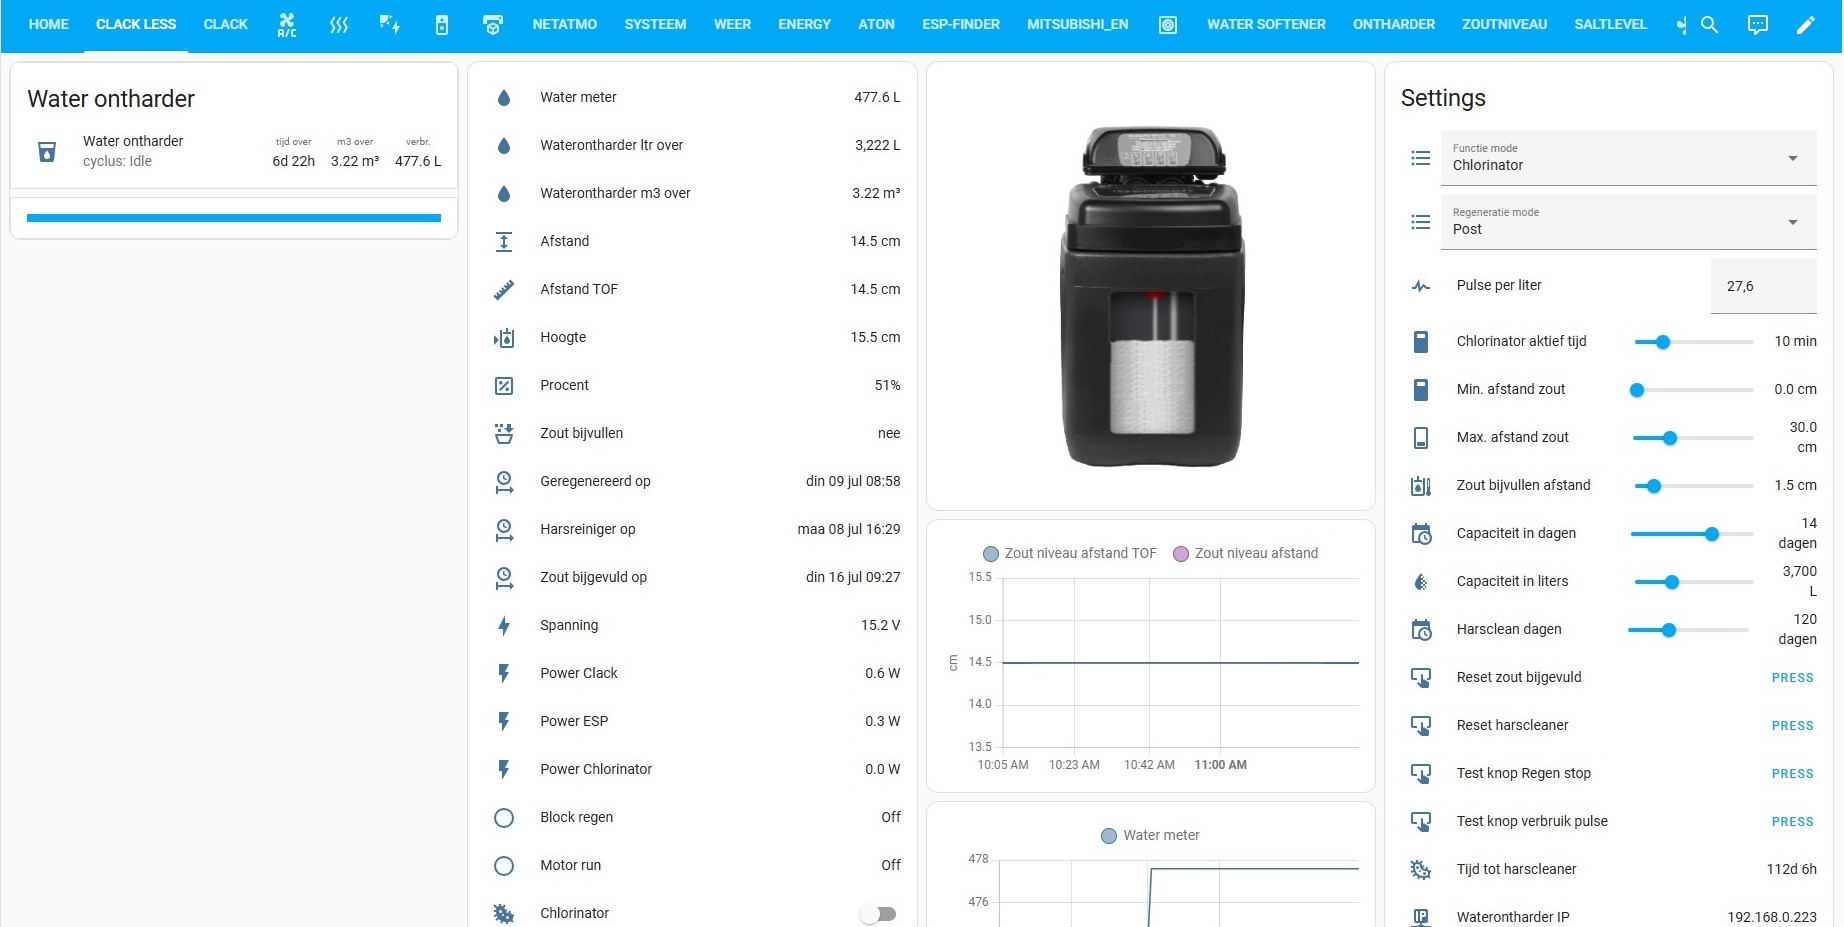 HOME
CLACK LESS
CLACK
A/C
NETATMO
SYSTEEM
WEER
ENERGY
ATON
ESP-FINDER
MITSUBISHI_EN
WATER SOFTENER
ONTHARDER
ZOUTNIVEAU
SALTLEVEL
Water ontharder
Water ontharder
cyclus: Idle
tijd over
6d 22h
m3 over
3.22 m³
verbr.
477.6 L
Water meter 477.6 L
Waterontharder ltr over 3,222 L
Waterontharder m3 over 3.22 m³
Afstand 14.5 cm
Afstand TOF 14.5 cm
Hoogte 15.5 cm
Procent 51%
Zout bijvullen nee
Geregenereerd op din 09 jul 08:58
Harsreiniger op maa 08 jul 16:29
Zout bijgevuld op din 16 jul 09:27
Spanning 15.2 V
Power Clack 0.6 W
Power ESP 0.3 W
Power Chlorinator 0.0 W
Block regen Off
Motor run Off
Chlorinator
Zout niveau afstand TOF Zout niveau afstand
15.5
15.0
14.5
14.0
13.5
cm
10:05 AM 10:23 AM 10:42 AM 11:00 AM
Water meter
478
476
Settings
Functie mode
Chlorinator
Regeneratie mode
Post
Pulse per liter 27,6
Chlorinator aktief tijd 10 min
Min. afstand zout 0.0 cm
Max. afstand zout 30.0
cm
Zout bijvullen afstand 1.5 cm
Capaciteit in dagen 14
dagen
Capaciteit in liters 3,700
L
Harsclean dagen 120
dagen
Reset zout bijgevuld PRESS
Reset harscleaner PRESS
Test knop Regen stop PRESS
Test knop verbruik pulse PRESS
Tijd tot harscleaner 112d 6h
IP
Waterontharder IP 192.168.0.223